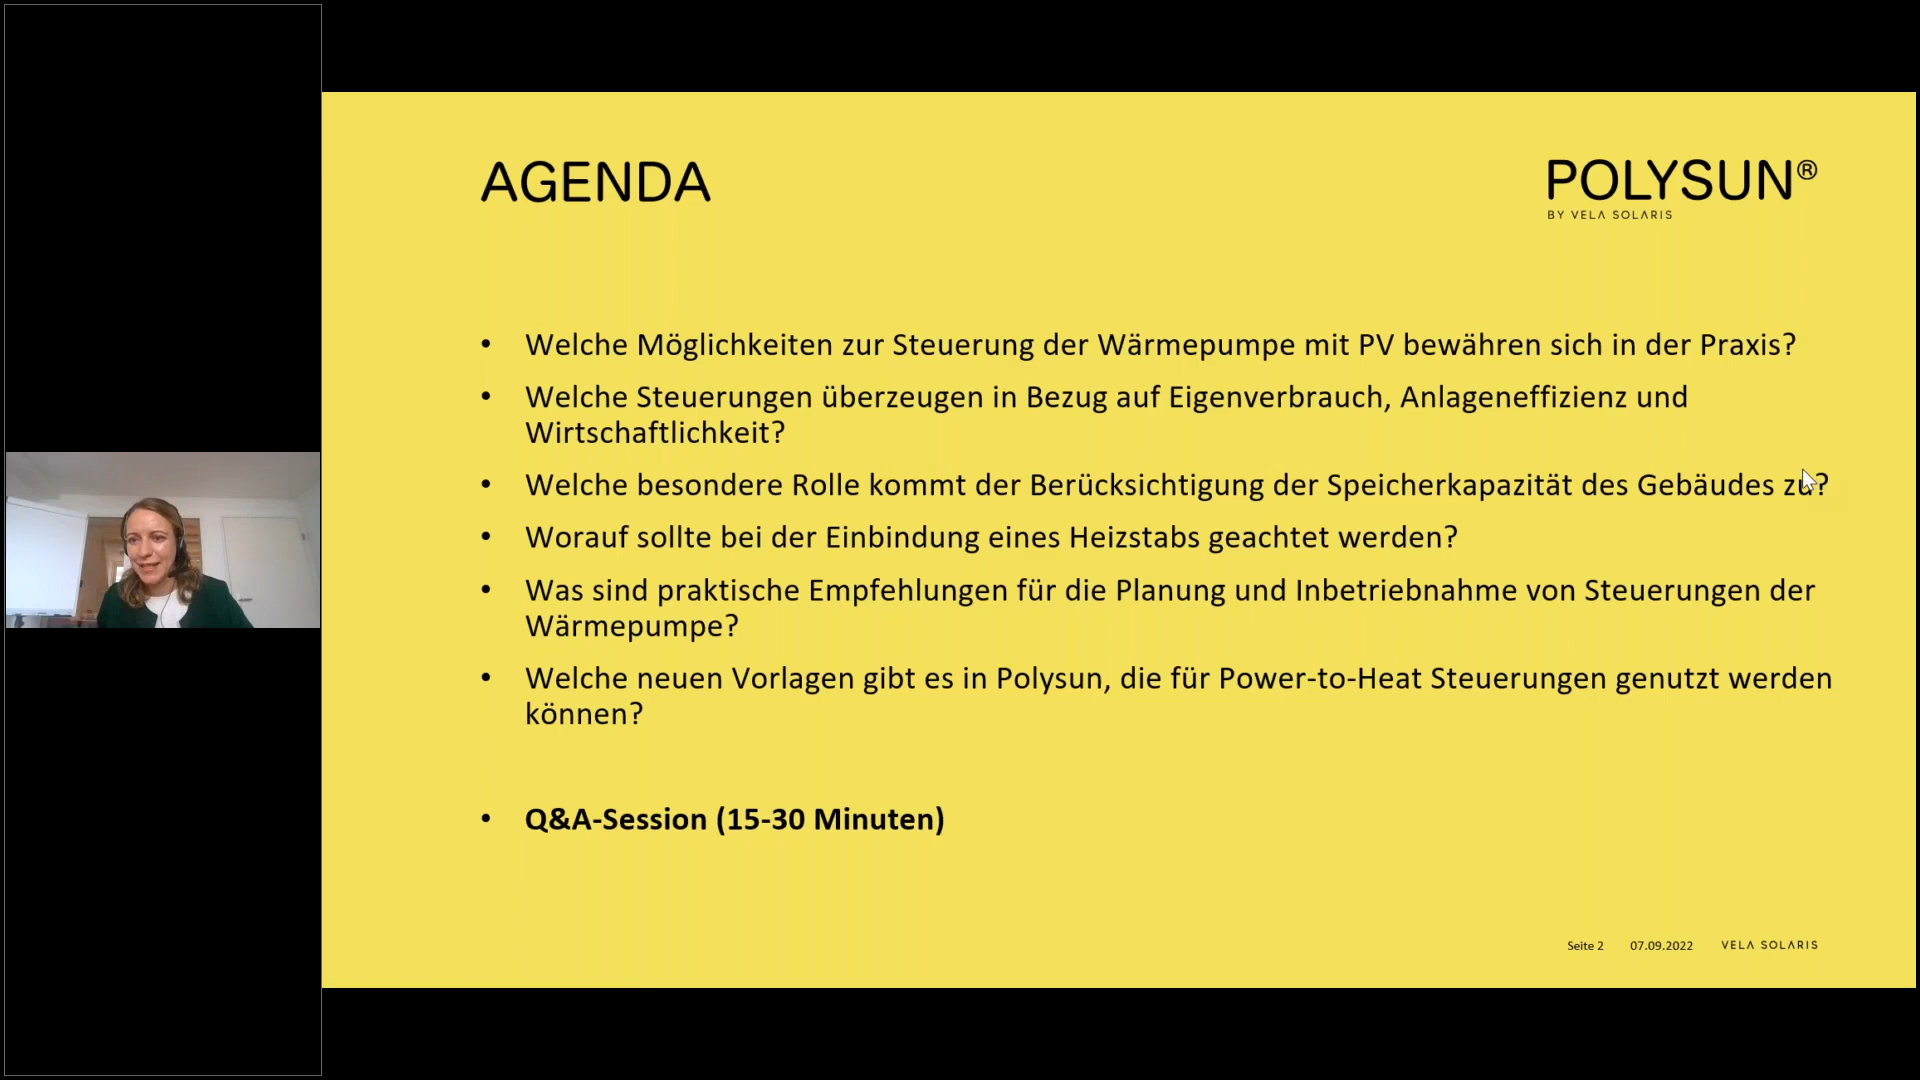 AGENDA
POLYSUN®
BY VELA SOLARIS
• Welche Möglichkeiten zur Steuerung der Wärmepumpe mit PV bewähren sich in der Praxis?
• Welche Steuerungen überzeugen in Bezug auf Eigenverbrauch, Anlageneffizienz und
Wirtschaftlichkeit?
• Welche besondere Rolle kommt der Berücksichtigung der Speicherkapazität des Gebäudes zu?
• Worauf sollte bei der Einbindung eines Heizstabs geachtet werden?
• Was sind praktische Empfehlungen für die Planung und Inbetriebnahme von Steuerungen der
Wärmepumpe?
• Welche neuen Vorlagen gibt es in Polysun, die für Power-to-Heat Steuerungen genutzt werden
können?
• Q&A-Session (15-30 Minuten)
Seite 2 07.09.2022 VELA SOLARIS